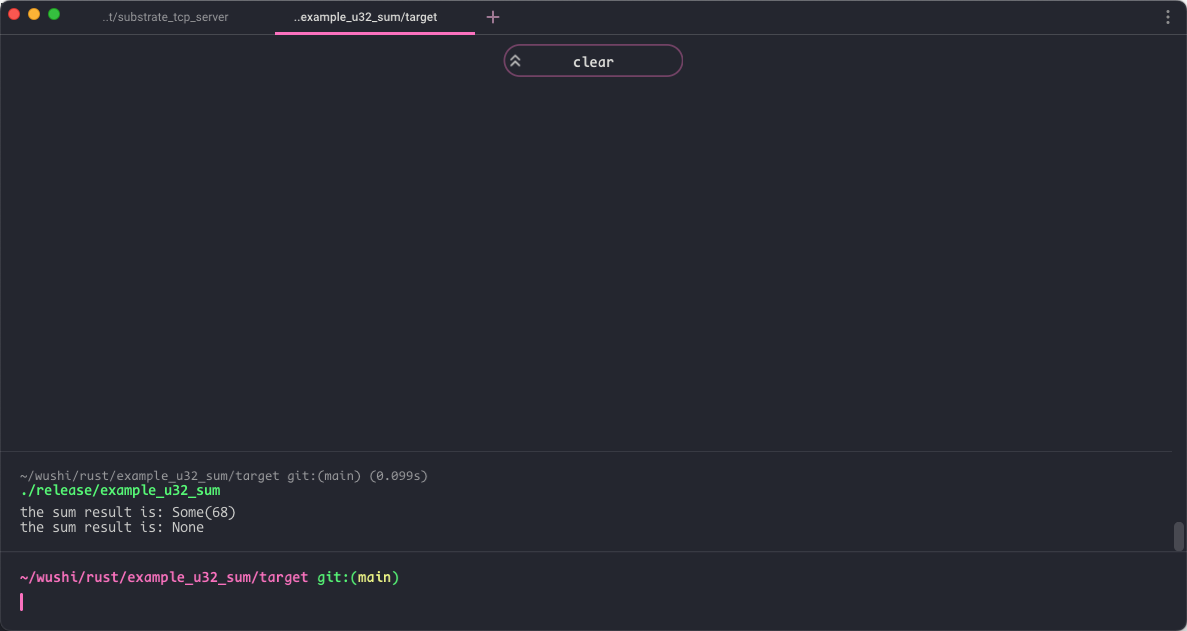 ..t/substrate_tcp_server
..example_u32_sum/target
clear
~/wushi/rust/example_u32_sum/target git:(main) (0.099s)
./release/example_u32_sum
the sum result is: Some(68)
the sum result is: None
~/wushi/rust/example_u32_sum/target git:(main)